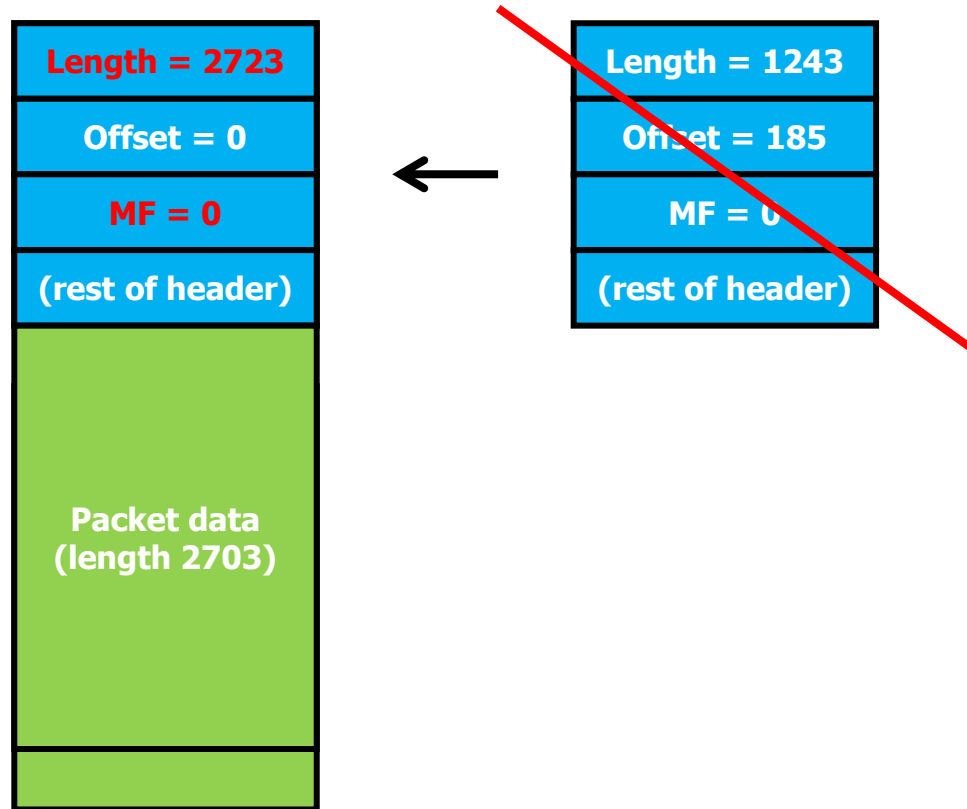 Length = 2723
Offset = 0
MF = 0
(rest of header)
Packet data
(length 2703)
Length = 1243
Offset = 185
MF = 0
(rest of header)